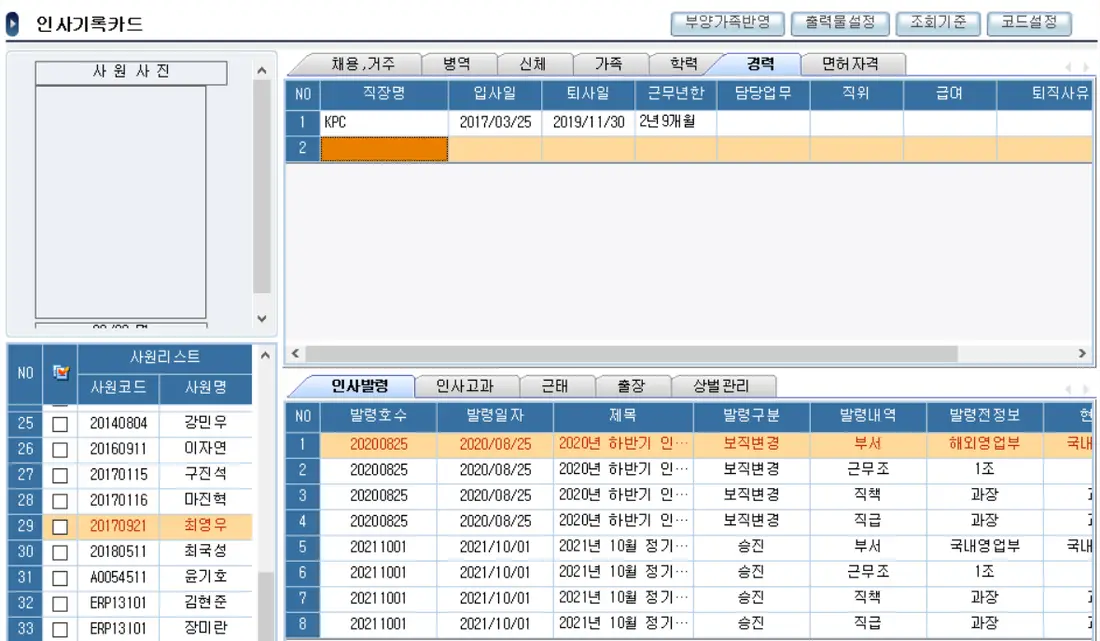 인사기록카드
부양가족반영 출력물설정 조회기준 코드설정
사 원 사 진
채용,거주 병역 신체 가족 학력 경력 면허자격
NO 직장명 입사일 퇴사일 근무년한 담당업무 직위 급여 퇴직사유
1 KPC 2017/03/25 2019/11/30 2년9개월
2
NO 사원리스트
사원코드 사원명
25 20140804 강민우
26 20160911 이자연
27 20170115 구진석
28 20170116 마진혁
29 20170921 최영우
30 20180511 최국성
31 A0054511 윤기호
32 ERP13101 김현준
33 ERP13I01 장미란
인사발령 인사고과 근태 출장 상벌관리
NO 발령호수 발령일자 제목 발령구분 발령내역 발령전정보 현
1 20200825 2020/08/25 2020년 하반기 인… 보직변경 부서 해외영업부 국내
2 20200825 2020/08/25 2020년 하반기 인… 보직변경 근무조 1조
3 20200825 2020/08/25 2020년 하반기 인… 보직변경 직책 과장
4 20200825 2020/08/25 2020년 하반기 인… 보직변경 직급 과장
5 20211001 2021/10/01 2021년 10월 정기… 승진 부서 국내영업부 국내
6 20211001 2021/10/01 2021년 10월 정기… 승진 근무조 1조
7 20211001 2021/10/01 2021년 10월 정기… 승진 직책 과장
8 20211001 2021/10/01 2021년 10월 정기… 승진 직급 과장